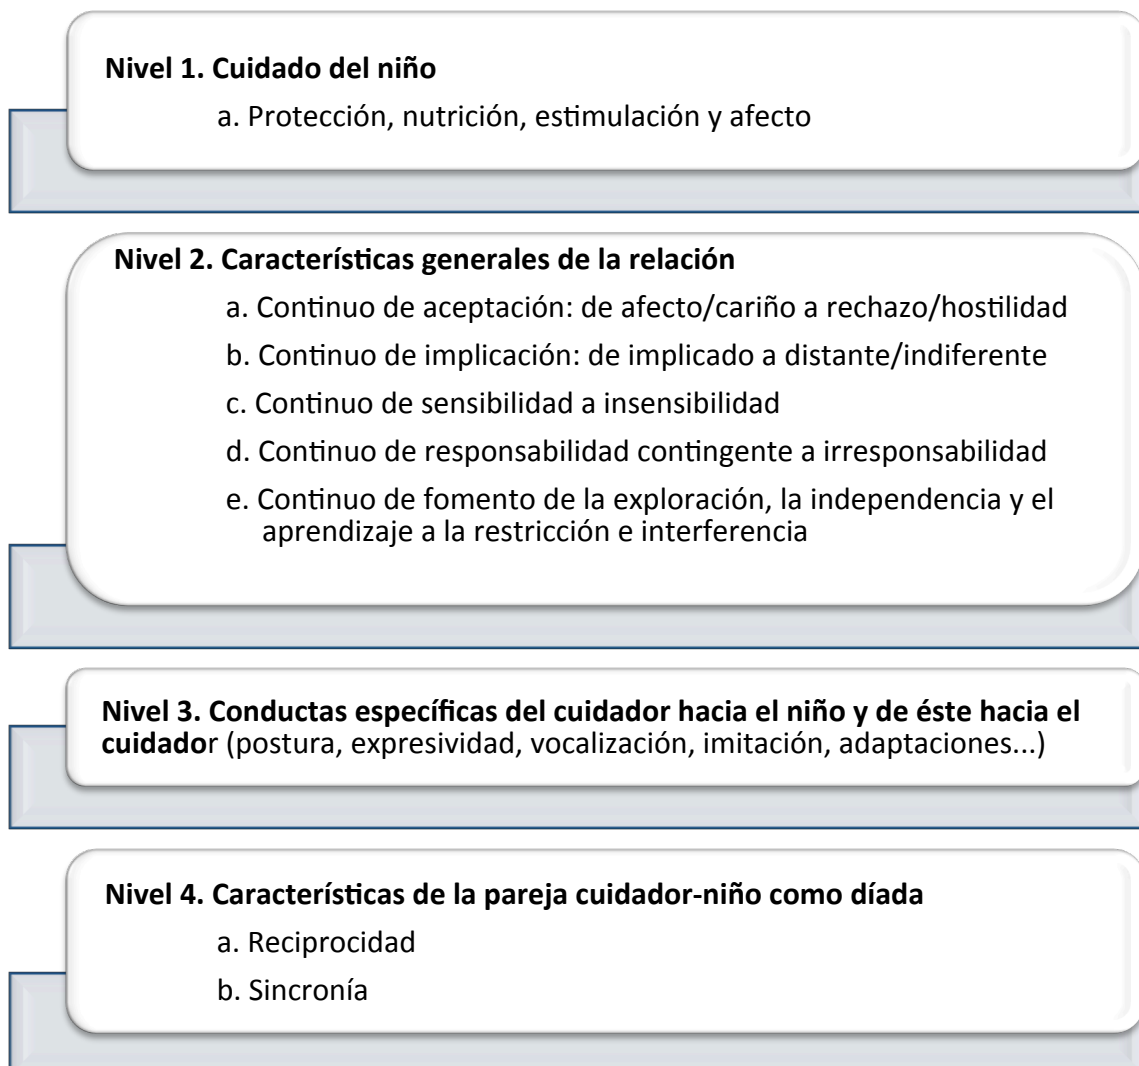 Nivel 1. Cuidado del niño
a. Protección, nutrición, estimulación y afecto
Nivel 2. Características generales de la relación
a. Continuo de aceptación: de afecto/cariño a rechazo/hostilidad
b. Continuo de implicación: de implicado a distante/indiferente
c. Continuo de sensibilidad a insensibilidad
d. Continuo de responsabilidad contingente a irresponsabilidad
e. Continuo de fomento de la exploración, la independencia y el
aprendizaje a la restricción e interferencia
Nivel 3. Conductas específicas del cuidador hacia el niño y de éste hacia el
cuidador (postura, expresividad, vocalización, imitación, adaptaciones...)
Nivel 4. Características de la pareja cuidador-niño como díada
a. Reciprocidad
b. Sincronía